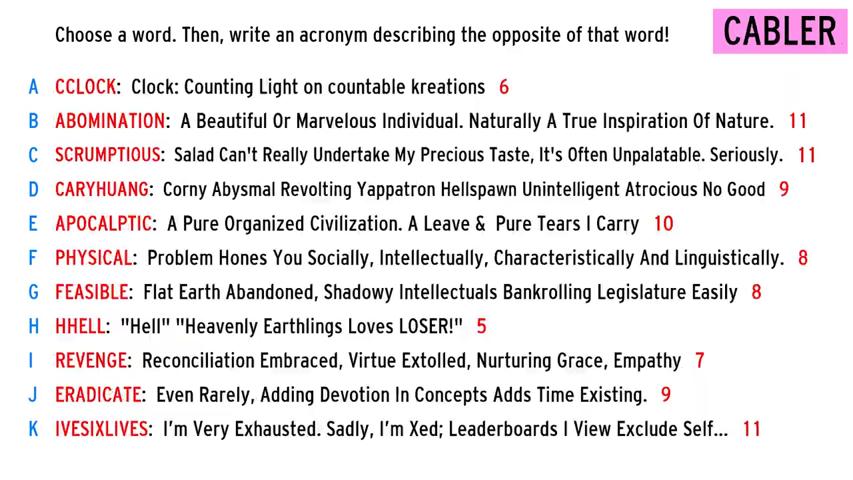 Choose a word. Then, write an acronym describing the opposite of that word!
CABLER
A CCLOCK: Clock: Counting Light on countable kreations 6
B ABOMINATION: A Beautiful Or Marvelous Individual. Naturally A True Inspiration Of Nature. 11
C SCRUMPTIOUS: Salad Can't Really Undertake My Precious Taste, It's Often Unpalatable. Seriously. 11
D CARYHUANG: Corny Abysmal Revolting Yappatron Hellspawn Unintelligent Atrocious No Good 9
E APOCALPTIC: A Pure Organized Civilization. A Leave & Pure Tears I Carry 10
F PHYSICAL: Problem Hones You Socially, Intellectually, Characteristically And Linguistically. 8
G FEASIBLE: Flat Earth Abandoned, Shadowy Intellectuals Bankrolling Legislature Easily 8
H HHELL: "Hell" "Heavenly Earthlings Loves LOSER!" 5
I REVENGE: Reconciliation Embraced, Virtue Extolled, Nurturing Grace, Empathy 7
J ERADICATE: Even Rarely, Adding Devotion In Concepts Adds Time Existing. 9
K IVESIXLIVES: I'm Very Exhausted. Sadly, I'm Xed; Leaderboards I View Exclude Self... 11